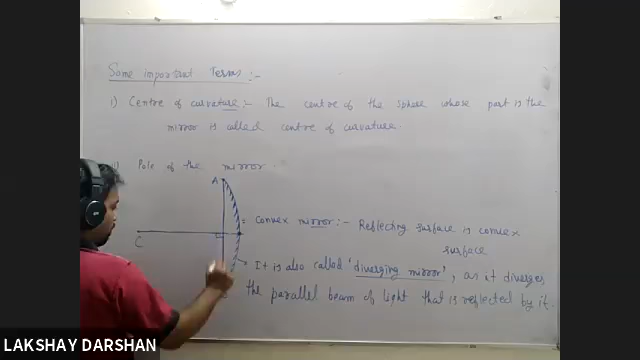 Some important Terms :-
i) Centre of curvature :- The centre of the sphere whose part is the
mirror is called centre of curvature.
ii) Pole of the mirror.
A
= Convex mirror :- Reflecting surface is convex
surface
C
It is also called 'diverging mirror', as it diverges
the parallel beam of light that is reflected by it.
LAKSHAY DARSHAN